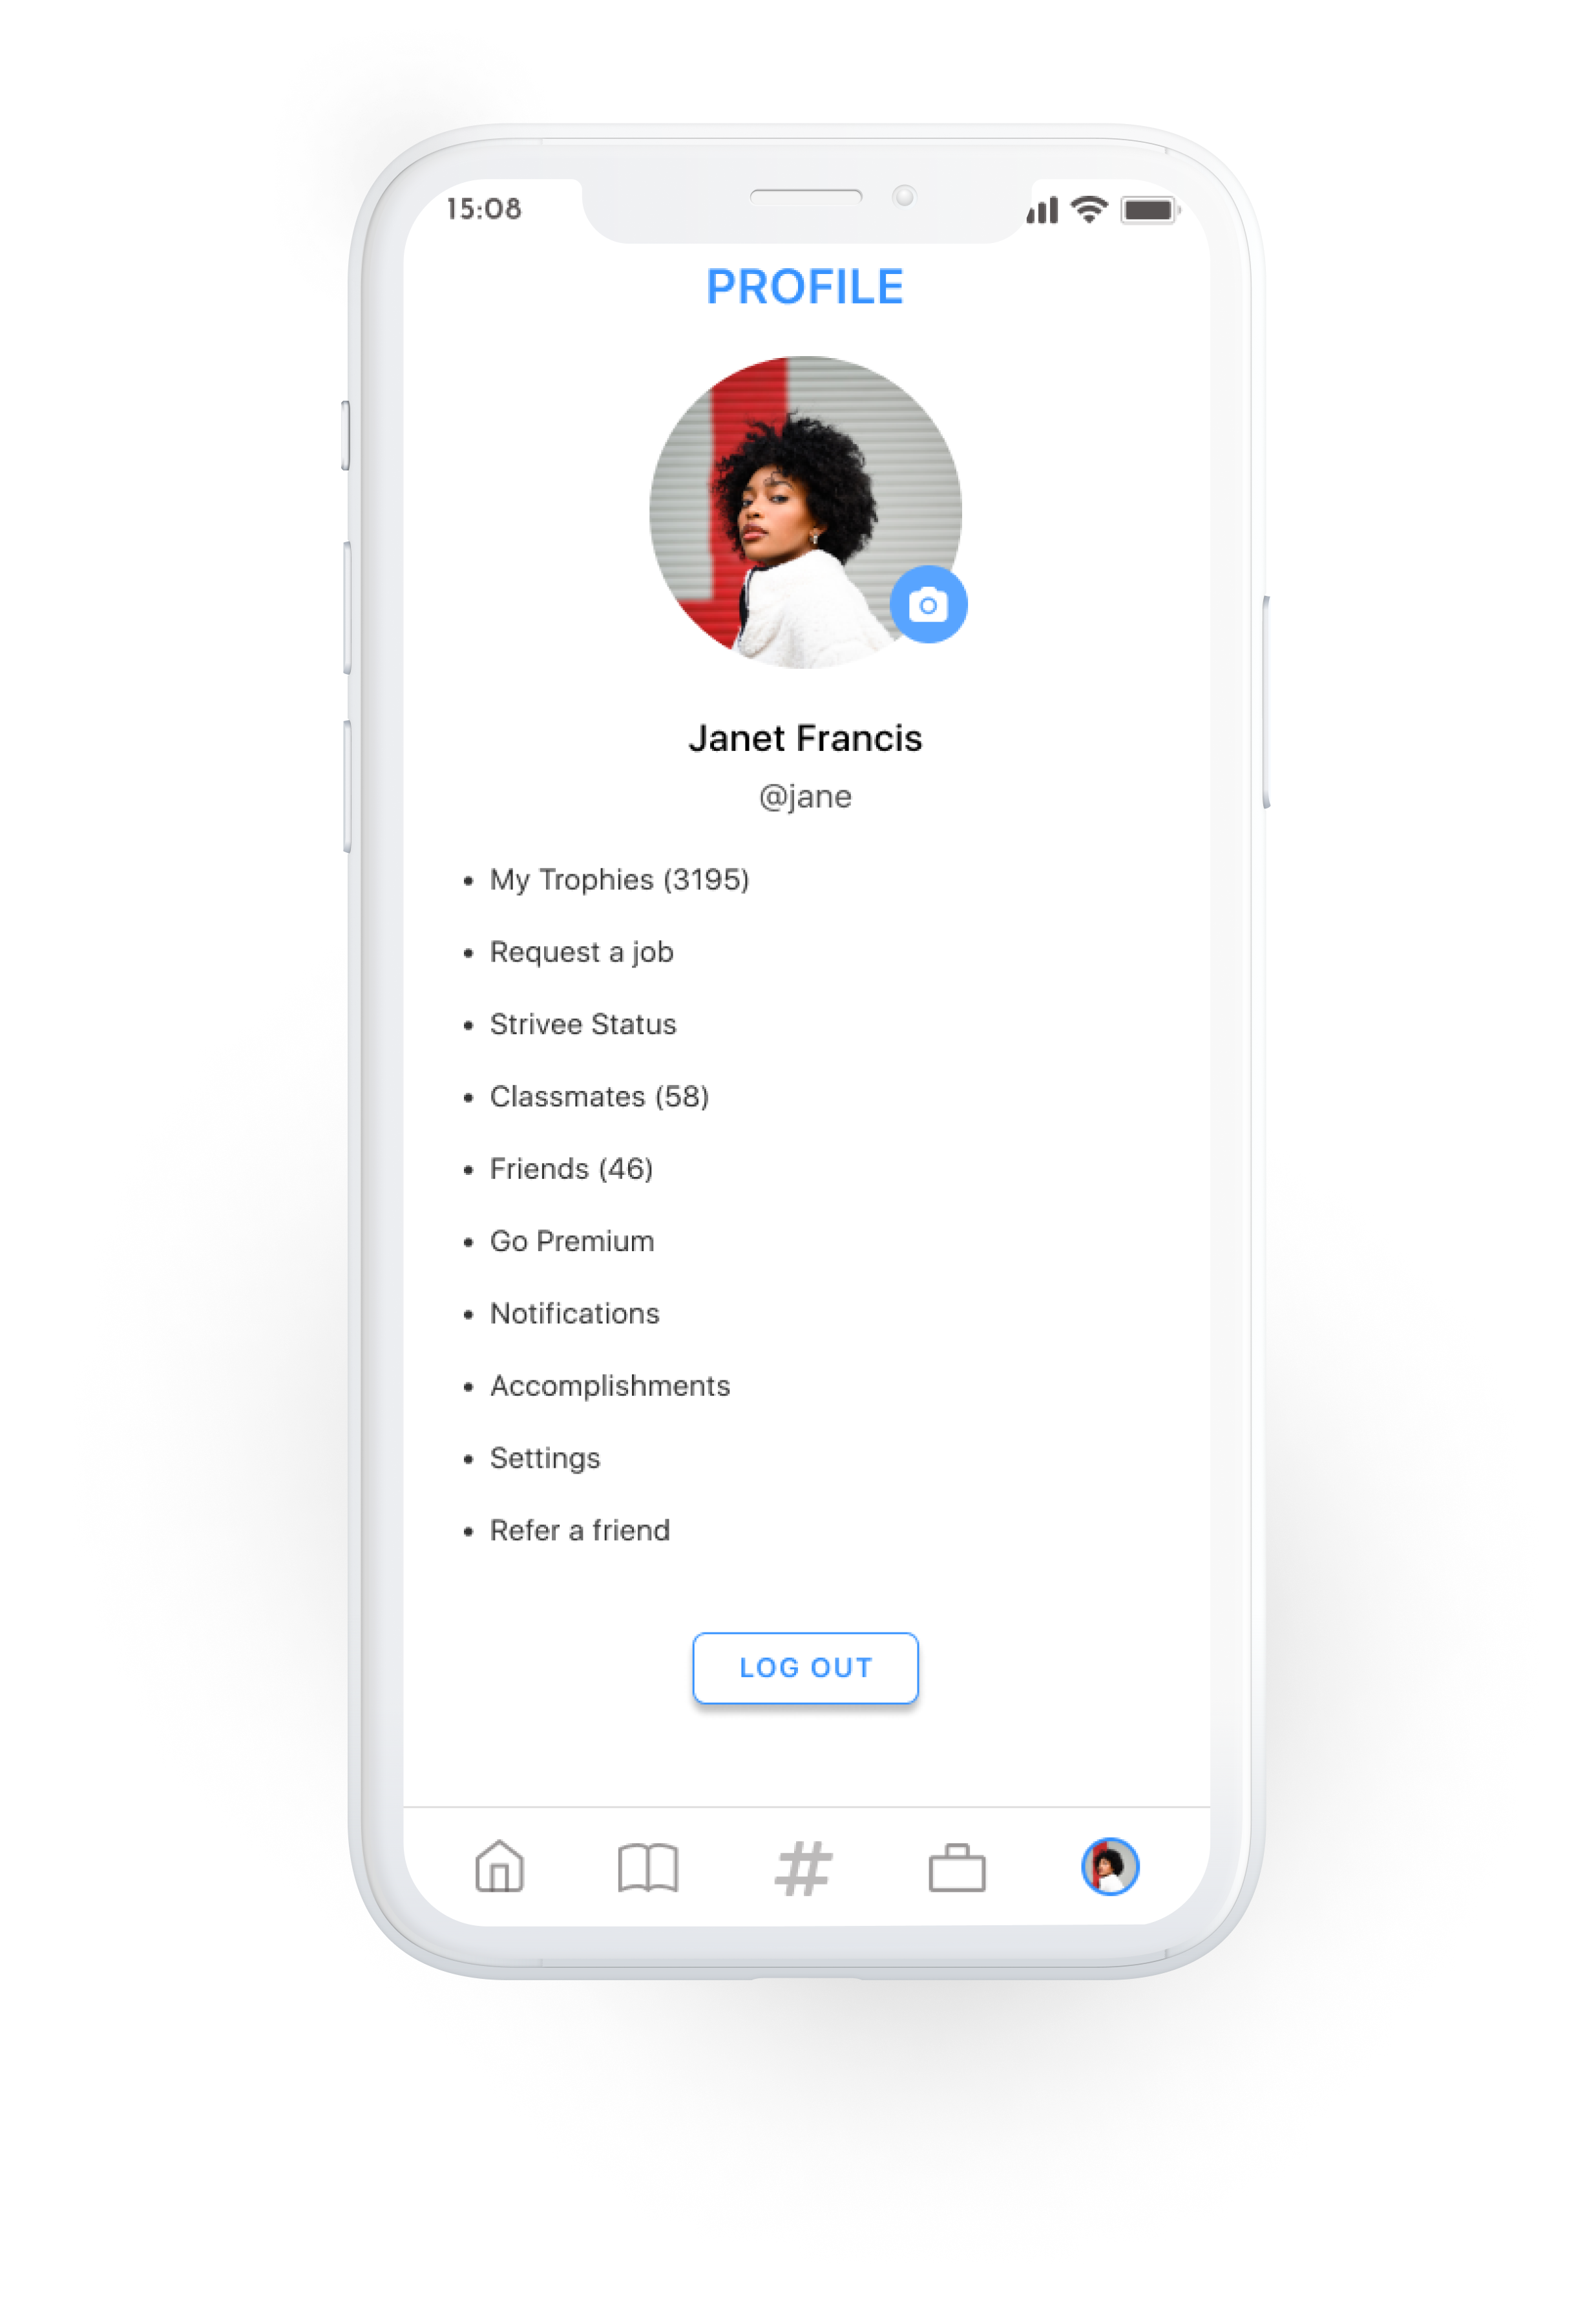 15:08
PROFILE
Janet Francis
@jane
• My Trophies (3195)
• Request a job
• Strivee Status
• Classmates (58)
• Friends (46)
• Go Premium
• Notifications
• Accomplishments
• Settings
• Refer a friend
LOG OUT
#